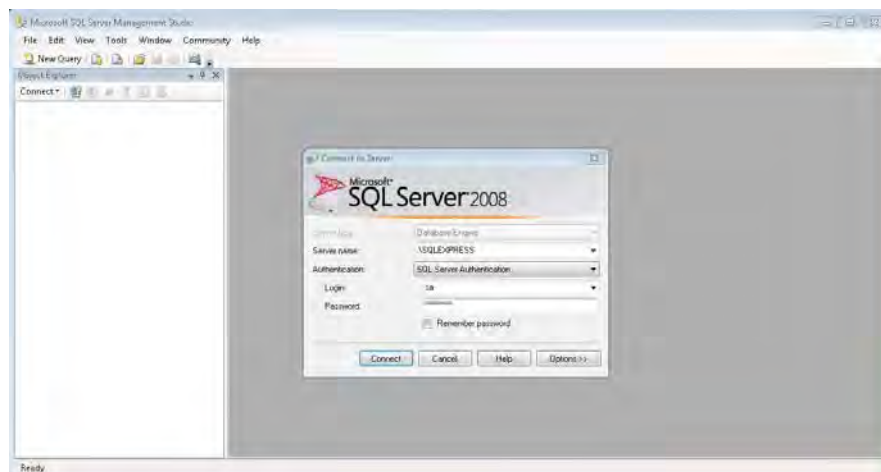 Microsoft SQL Server Management Studio
File Edit View Tools Window Community Help
New Query
Object Explorer
Connect
Connect to Server
Microsoft
SQL Server 2008
Server type: Database Engine
Server name: .\SQLEXPRESS
Authentication: SQL Server Authentication
Login: sa
Password:
Remember password
Connect Cancel Help Options >>
Ready